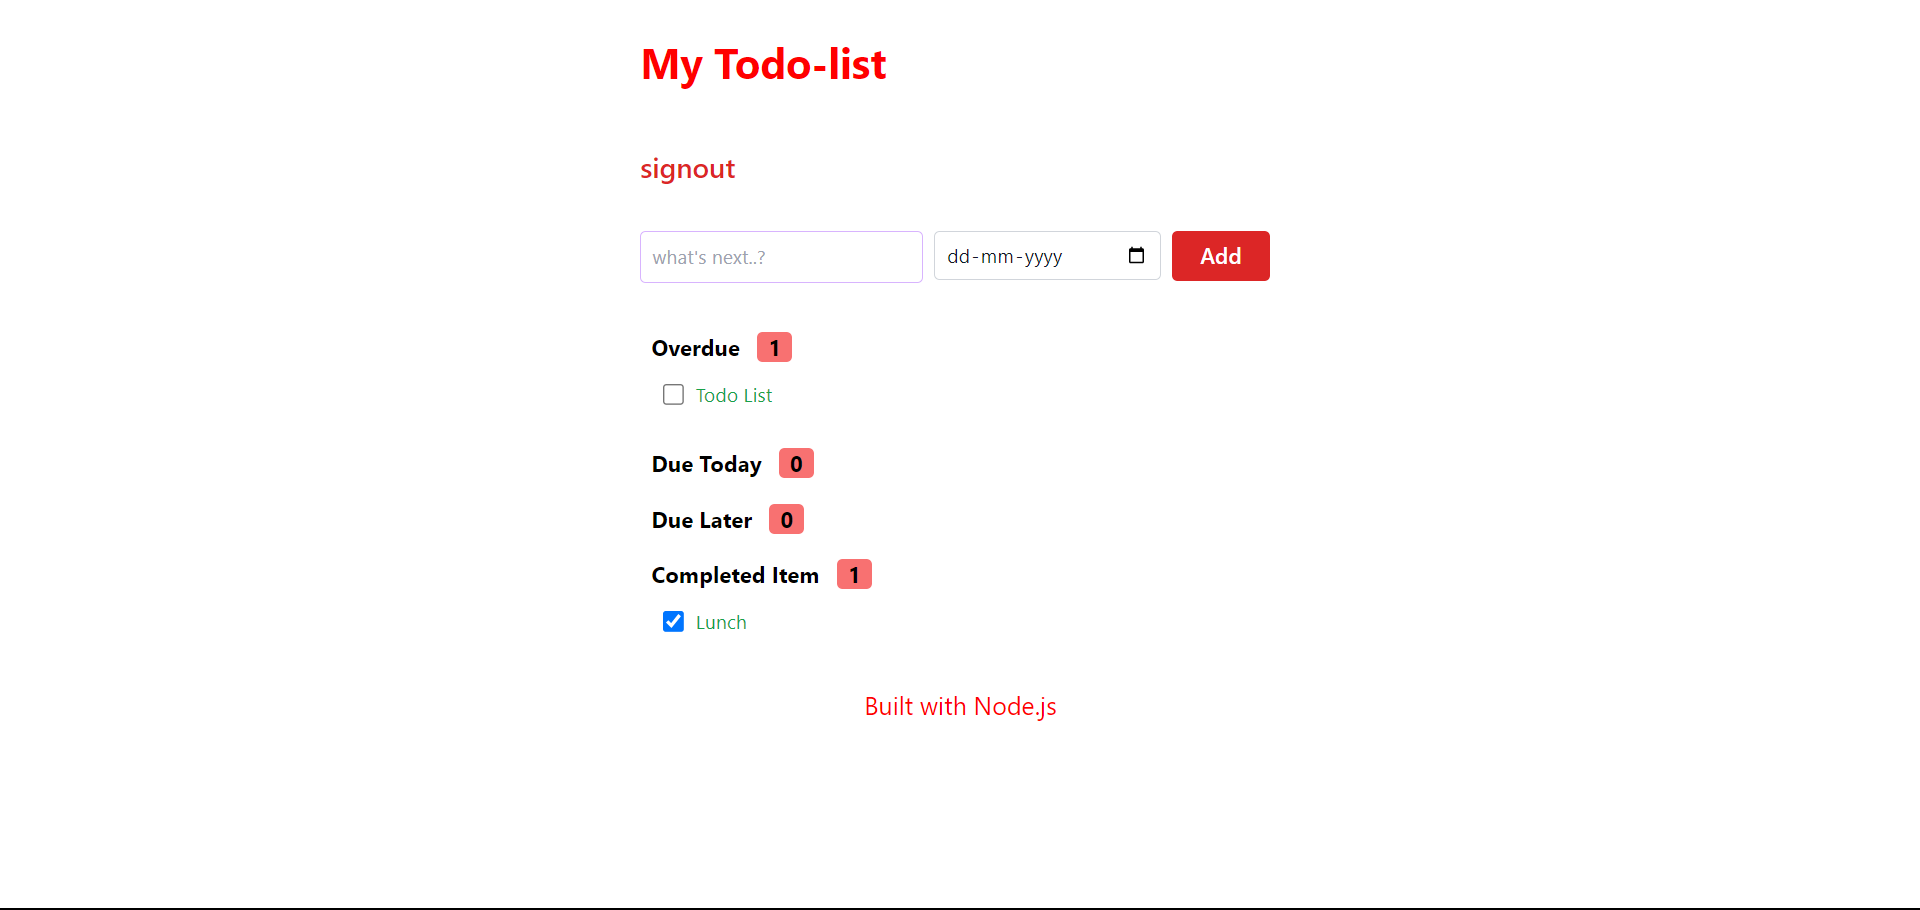 My Todo-list
signout
what's next..? dd-mm-yyyy Add
Overdue 1
Todo List
Due Today 0
Due Later 0
Completed Item 1
Lunch
Built with Node.js